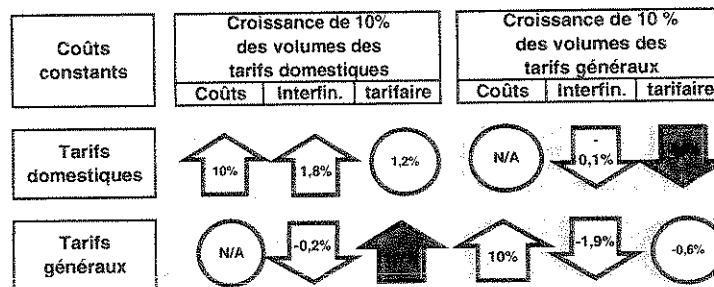 Coûts
constants
Croissance de 10%
des volumes des
tarifs domestiques
Coûts Interfin. tarifaire
Croissance de 10 %
des volumes des
tarifs généraux
Coûts Interfin. tarifaire
Tarifs
domestiques
10% 1,8% 1,2% N/A -
0,1%
Tarifs
généraux
N/A -0,2% 10% -1,9% -0,6%